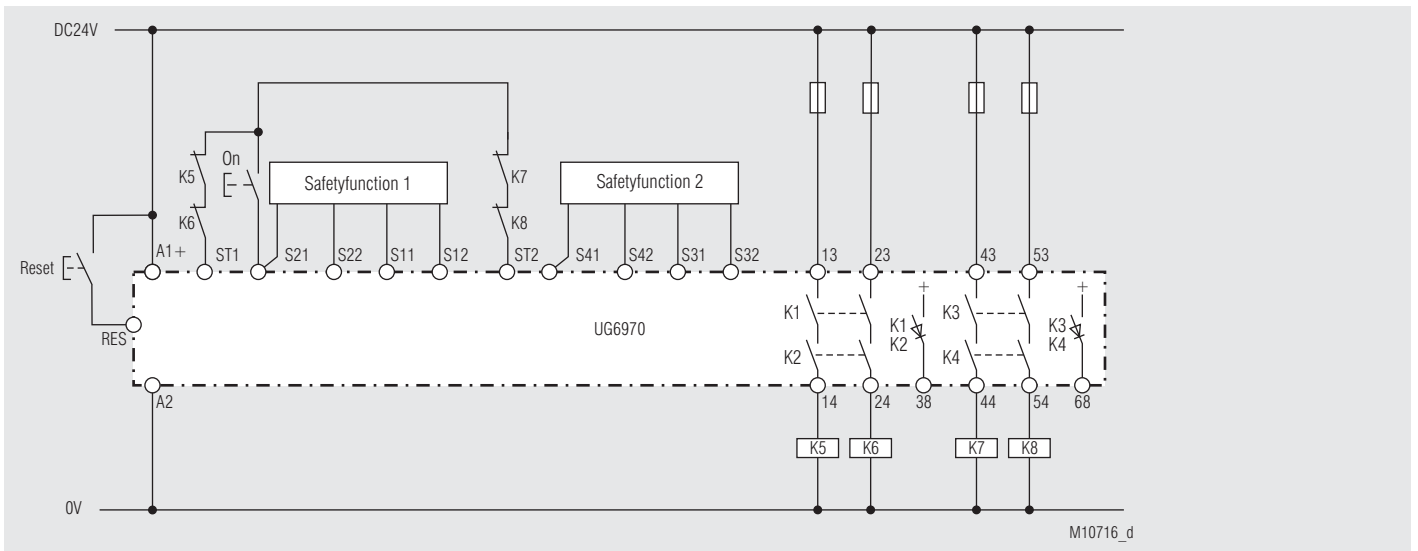 DC24V
On
K5
K6
K7
K8
Safetyfunction 1
Safetyfunction 2
Reset
A1+
ST1
S21
S22
S11
S12
ST2
S41
S42
S31
S32
13
23
43
53
RES
UG6970
K1
K2
+
K1
K2
K3
K4
+
K3
K4
A2
14
24
38
44
54
68
K5
K6
K7
K8
0V
M10716_d